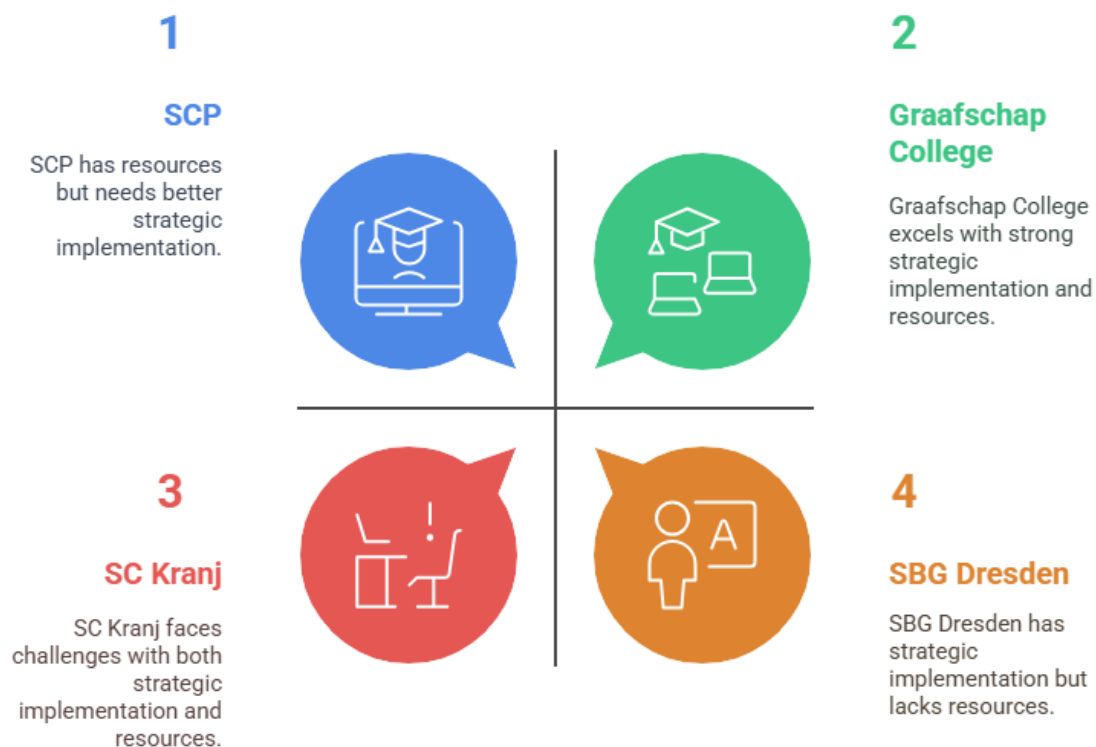 1
SCP
SCP has resources
but needs better
strategic
implementation.
2
Graafschap
College
Graafschap College
excels with strong
strategic
implementation and
resources.
3
SC Kranj
SC Kranj faces
challenges with both
strategic
implementation and
resources.
4
A
SBG Dresden
SBG Dresden has
strategic
implementation but
lacks resources.